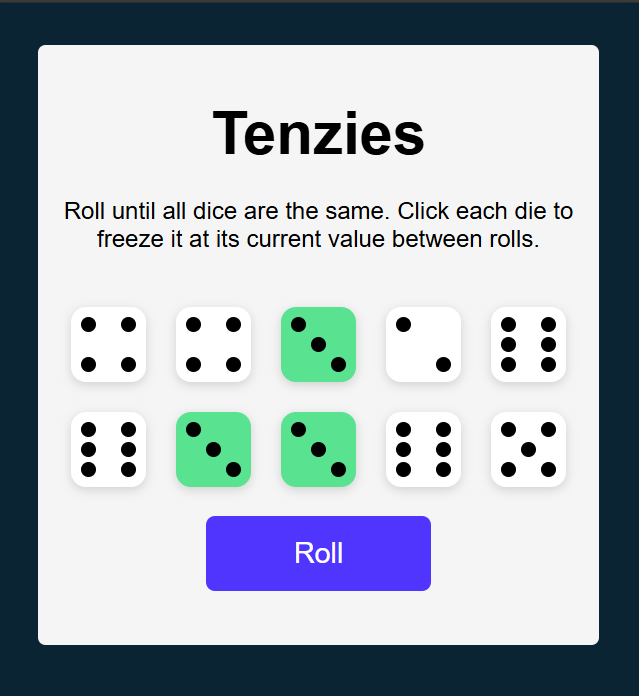 Tenzies
Roll until all dice are the same. Click each die to
freeze it at its current value between rolls.
Roll